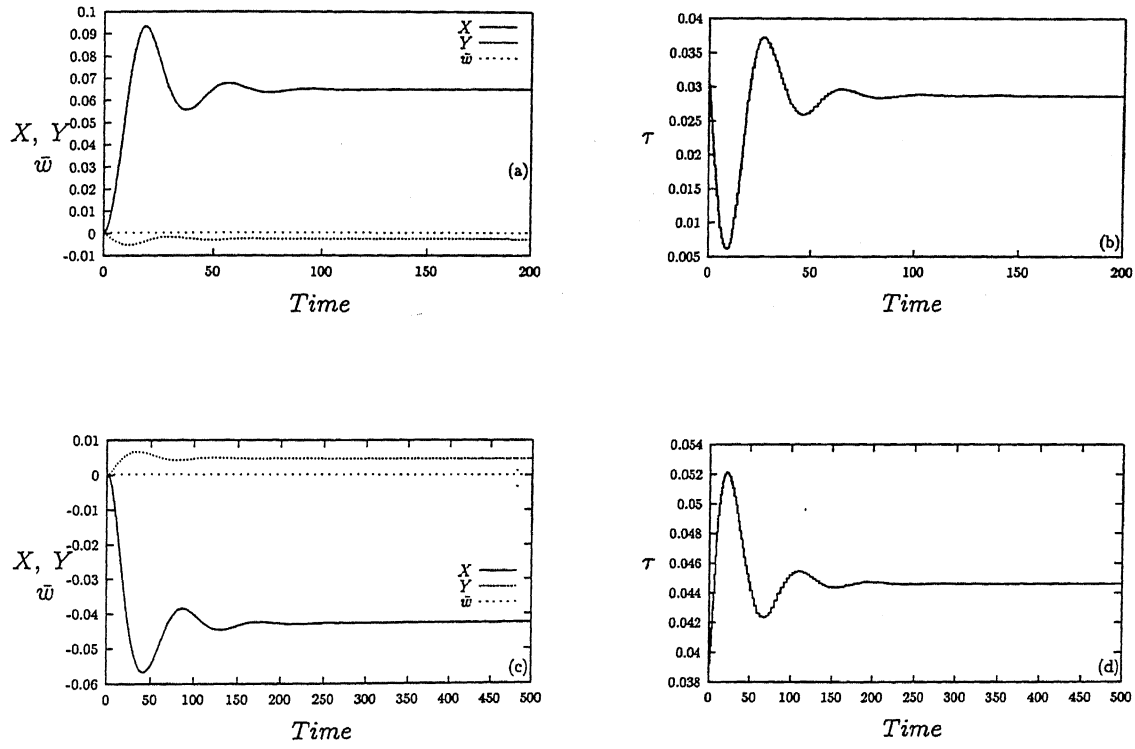 0.1
0.09
0.08
0.07
0.06
0.05
0.04
0.03
0.02
0.01
0
-0.01
X
Y
w̄
X, Y
w̄
(a)
0 50 100 150 200
Time
0.04
0.035
0.03
0.025
0.02
0.015
0.01
0.005
τ
(b)
0 50 100 150 200
Time
0.01
0
-0.01
-0.02
-0.03
-0.04
-0.05
-0.06
X, Y
w̄
X
Y
w̄
(c)
0 50 100 150 200 250 300 350 400 450 500
Time
0.054
0.052
0.05
0.048
0.046
0.044
0.042
0.04
0.038
τ
(d)
0 50 100 150 200 250 300 350 400 450 500
Time